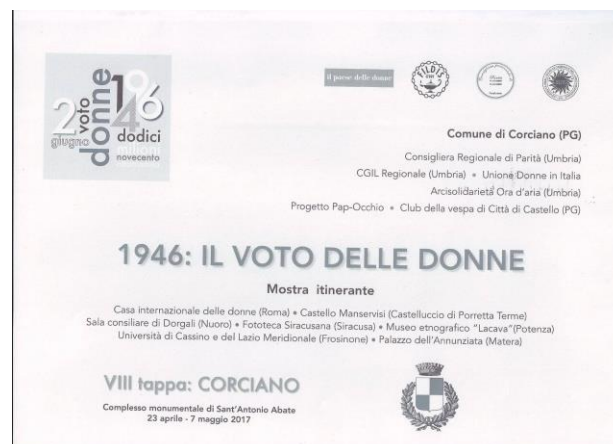 2
giugno
voto
donne
1946
dodici
milioni
novecento
il paese delle donne
FILDIS
Comune di Corciano (PG)
Consigliera Regionale di Parità (Umbria)
CGIL Regionale (Umbria) • Unione Donne in Italia
Arcisolidarietà Ora d'aria (Umbria)
Progetto Pap-Occhio • Club della vespa di Città di Castello (PG)
1946: IL VOTO DELLE DONNE
Mostra itinerante
Casa internazionale delle donne (Roma) • Castello Manservisi (Castelluccio di Porretta Terme)
Sala consiliare di Dorgali (Nuoro) • Fototeca Siracusana (Siracusa) • Museo etnografico "Lacava"(Potenza)
Università di Cassino e del Lazio Meridionale (Frosinone) • Palazzo dell'Annunziata (Matera)
VIII tappa: CORCIANO
Complesso monumentale di Sant'Antonio Abate
23 aprile - 7 maggio 2017